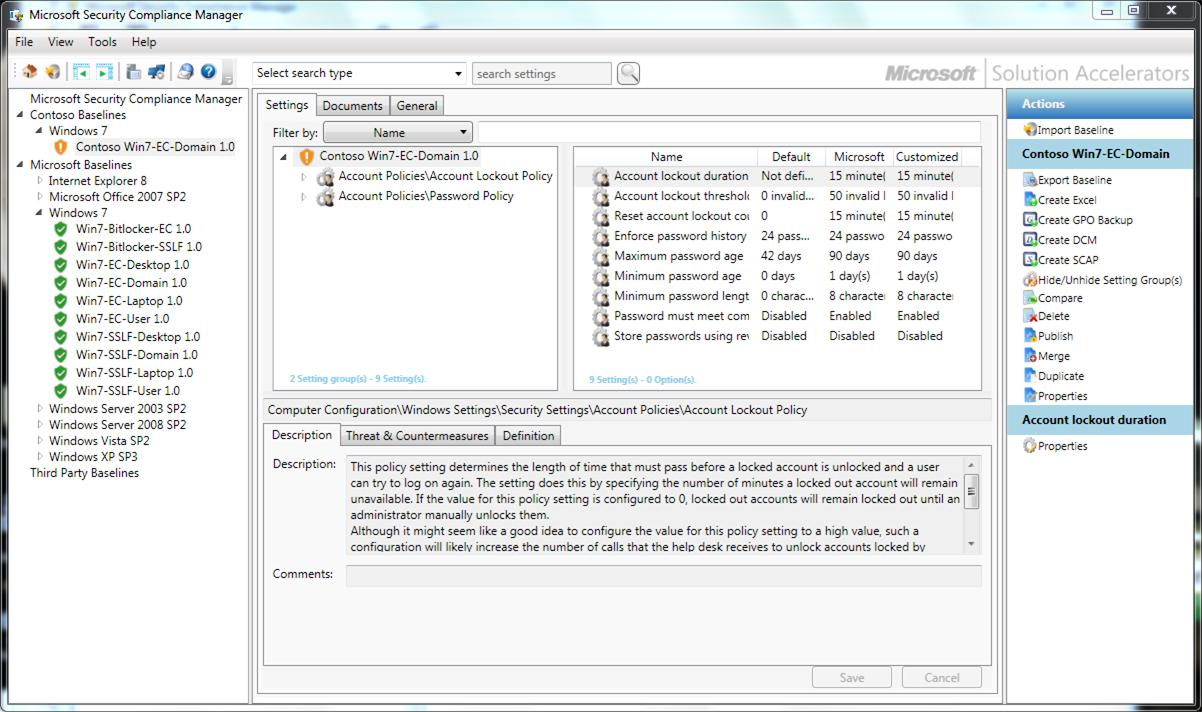 Microsoft Security Compliance Manager
File View Tools Help
Select search type
search settings
Microsoft | Solution Accelerators
Microsoft Security Compliance Manager
Contoso Baselines
Windows 7
Contoso Win7-EC-Domain 1.0
Microsoft Baselines
Internet Explorer 8
Microsoft Office 2007 SP2
Windows 7
Win7-Bitlocker-EC 1.0
Win7-Bitlocker-SSLF 1.0
Win7-EC-Desktop 1.0
Win7-EC-Domain 1.0
Win7-EC-Laptop 1.0
Win7-EC-User 1.0
Win7-SSLF-Desktop 1.0
Win7-SSLF-Domain 1.0
Win7-SSLF-Laptop 1.0
Win7-SSLF-User 1.0
Windows Server 2003 SP2
Windows Server 2008 SP2
Windows Vista SP2
Windows XP SP3
Third Party Baselines
Settings Documents General
Filter by: Name
Contoso Win7-EC-Domain 1.0
Account Policies\Account Lockout Policy
Account Policies\Password Policy
2 Setting group(s) - 9 Setting(s).
Name Default Microsoft Customized
Account lockout duration Not defi... 15 minute( 15 minute(
Account lockout threshold 0 invalid... 50 invalid l 50 invalid l
Reset account lockout cou 0 15 minute( 15 minute(
Enforce password history 24 pass... 24 passwo 24 passwo
Maximum password age 42 days 90 days 90 days
Minimum password age 0 days 1 day(s) 1 day(s)
Minimum password lengt 0 charac... 8 character 8 character
Password must meet com Disabled Enabled Enabled
Store passwords using rev Disabled Disabled Disabled
9 Setting(s) - 0 Option(s).
Computer Configuration\Windows Settings\Security Settings\Account Policies\Account Lockout Policy
Description Threat & Countermeasures Definition
Description:
This policy setting determines the length of time that must pass before a locked account is unlocked and a user
can try to log on again. The setting does this by specifying the number of minutes a locked out account will remain
unavailable. If the value for this policy setting is configured to 0, locked out accounts will remain locked out until an
administrator manually unlocks them.
Although it might seem like a good idea to configure the value for this policy setting to a high value, such a
configuration will likely increase the number of calls that the help desk receives to unlock accounts locked by
Comments:
Save Cancel
Actions
Import Baseline
Contoso Win7-EC-Domain
Export Baseline
Create Excel
Create GPO Backup
Create DCM
Create SCAP
Hide/Unhide Setting Group(s)
Compare
Delete
Publish
Merge
Duplicate
Properties
Account lockout duration
Properties